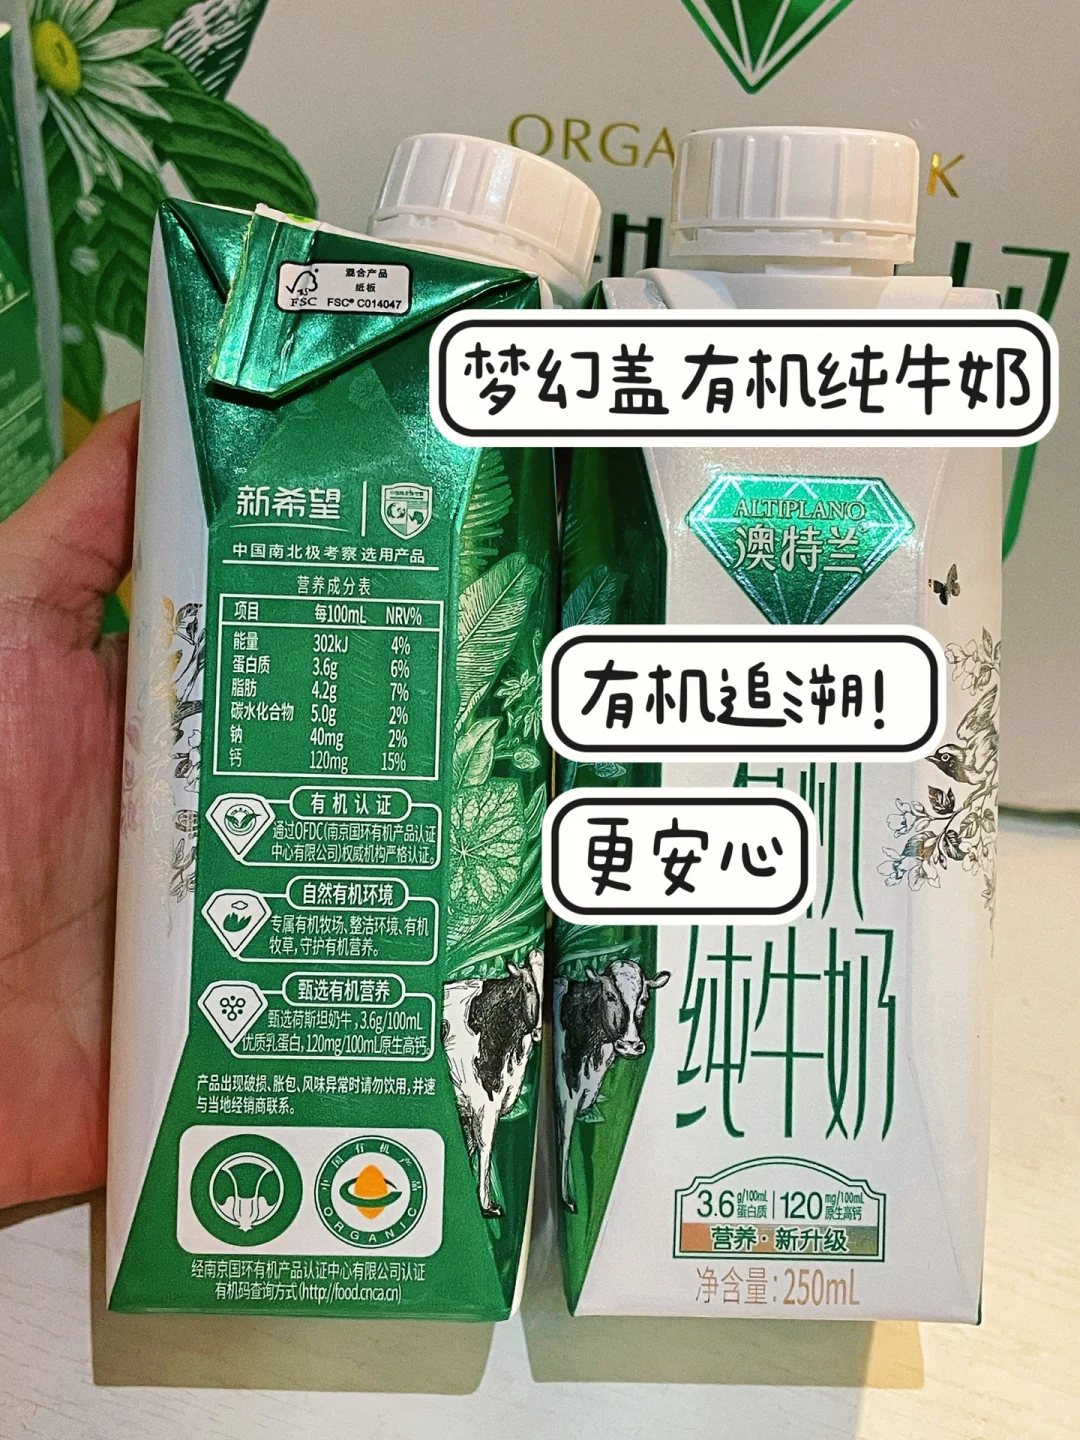 ORGA
K
混合产品
纸板
FSC
FSC® C014047
梦幻盖 有机纯牛奶
新希望
中国南北极考察 选用产品
营养成分表
项目 每100mL NRV%
能量 302kJ 4%
蛋白质 3.6g 6%
脂肪 4.2g 7%
碳水化合物 5.0g 2%
钠 40mg 2%
钙 120mg 15%
有机认证
通过OFDC(南京国环有机产品认证
中心有限公司)权威机构严格认证。
自然有机环境
专属有机牧场、整洁环境、有机
牧草,守护有机营养。
甄选有机营养
甄选荷斯坦奶牛,3.6g/100mL
优质乳蛋白,120mg/100mL原生高钙。
产品出现破损、胀包、风味异常时请勿饮用,并速
与当地经销商联系。
中国有机产品
ORGANIC
经南京国环有机产品认证中心有限公司认证
有机码查询方式(http://food.cnca.cn)
ALTIPLANO
澳特兰®
有机追溯!
更安心
有机
纯牛奶
3.6 g/100mL 蛋白质 120 mg/100mL 原生高钙
营养·新升级
净含量:250mL